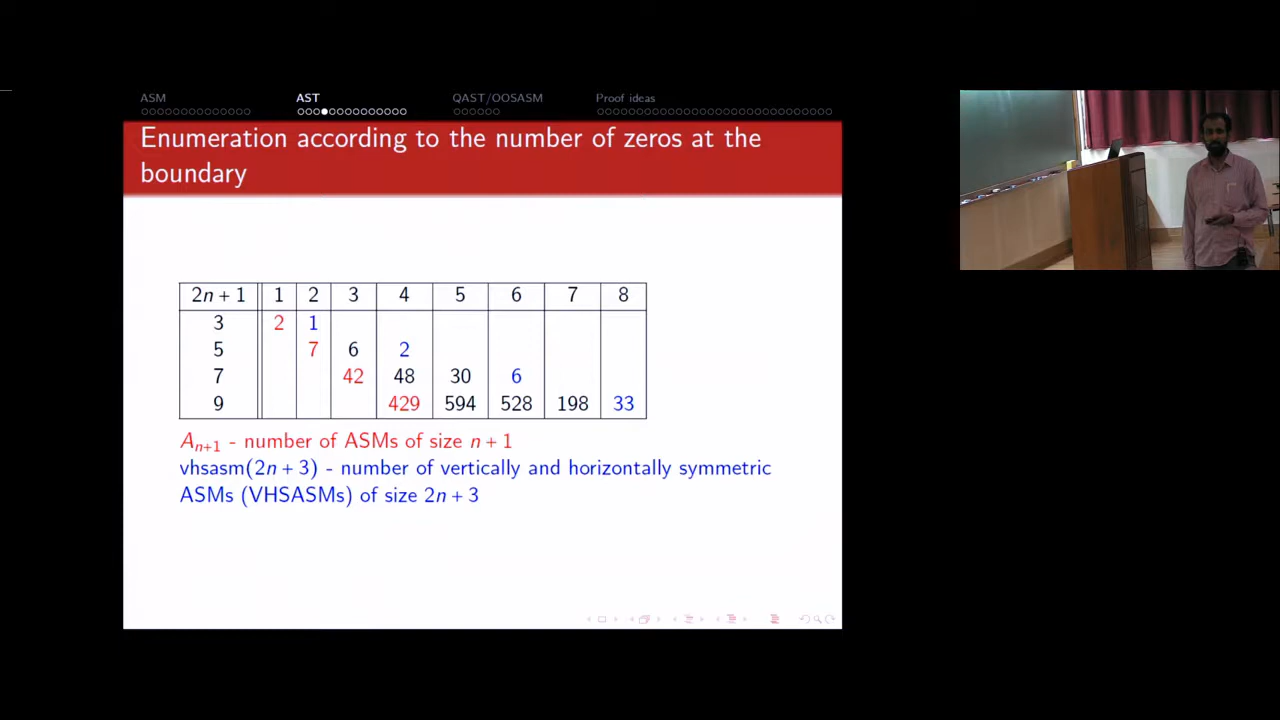 ASM AST QAST/OOSASM Proof ideas
Enumeration according to the number of zeros at the
boundary
2n + 1 1 2 3 4 5 6 7 8
3 2 1
5 7 6 2
7 42 48 30 6
9 429 594 528 198 33
Aₙ₊₁ - number of ASMs of size n + 1
vhsasm(2n + 3) - number of vertically and horizontally symmetric
ASMs (VHSASMs) of size 2n + 3